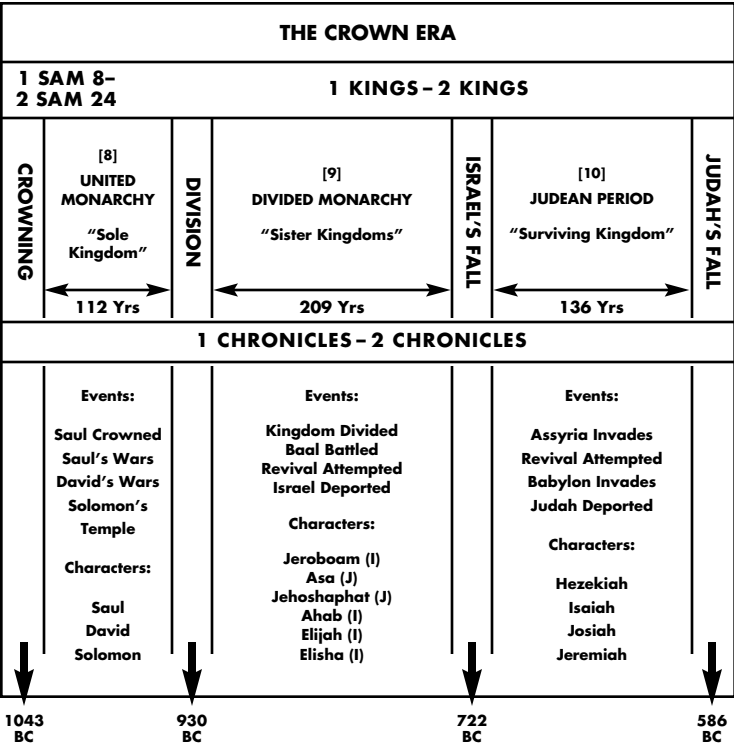 THE CROWN ERA
1 SAM 8–
2 SAM 24
1 KINGS – 2 KINGS
CROWNING
[8]
UNITED
MONARCHY
“Sole
Kingdom”
112 Yrs
DIVISION
[9]
DIVIDED MONARCHY
“Sister Kingdoms”
209 Yrs
ISRAEL’S FALL
[10]
JUDEAN PERIOD
“Surviving Kingdom”
136 Yrs
JUDAH’S FALL
1 CHRONICLES – 2 CHRONICLES
Events:
Saul Crowned
Saul’s Wars
David’s Wars
Solomon’s
Temple
Characters:
Saul
David
Solomon
Events:
Kingdom Divided
Baal Battled
Revival Attempted
Israel Deported
Characters:
Jeroboam (I)
Asa (J)
Jehoshaphat (J)
Ahab (I)
Elijah (I)
Elisha (I)
Events:
Assyria Invades
Revival Attempted
Babylon Invades
Judah Deported
Characters:
Hezekiah
Isaiah
Josiah
Jeremiah
1043
BC
930
BC
722
BC
586
BC